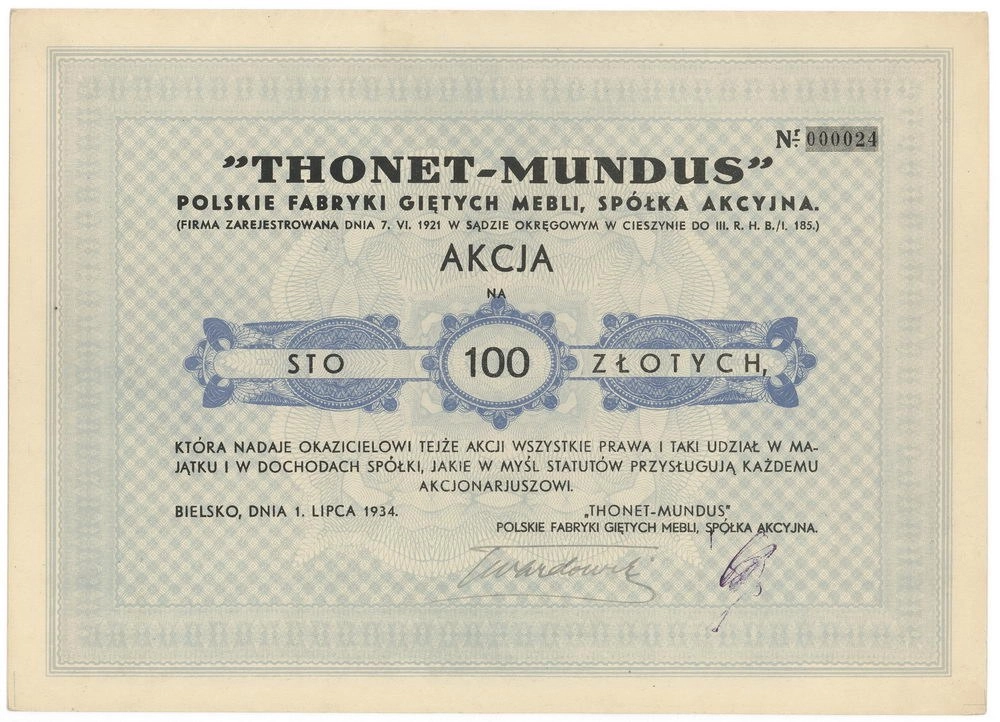 Nr. 000024
"THONET-MUNDUS"
POLSKIE FABRYKI GIĘTYCH MEBLI, SPÓŁKA AKCYJNA.
(FIRMA ZAREJESTROWANA DNIA 7. VI. 1921 W SĄDZIE OKRĘGOWYM W CIESZYNIE DO III. R. H. B./I. 185.)
AKCJA
NA
STO 100 ZŁOTYCH,
KTÓRA NADAJE OKAZICIELOWI TEJŻE AKCJI WSZYSTKIE PRAWA I TAKI UDZIAŁ W MA-
JĄTKU I W DOCHODACH SPÓŁKI, JAKIE W MYŚL STATUTÓW PRZYSŁUGUJĄ KAŻDEMU
AKCJONARJUSZOWI.
BIELSKO, DNIA 1. LIPCA 1934.
„THONET-MUNDUS"
POLSKIE FABRYKI GIĘTYCH MEBLI, SPÓŁKA AKCYJNA.